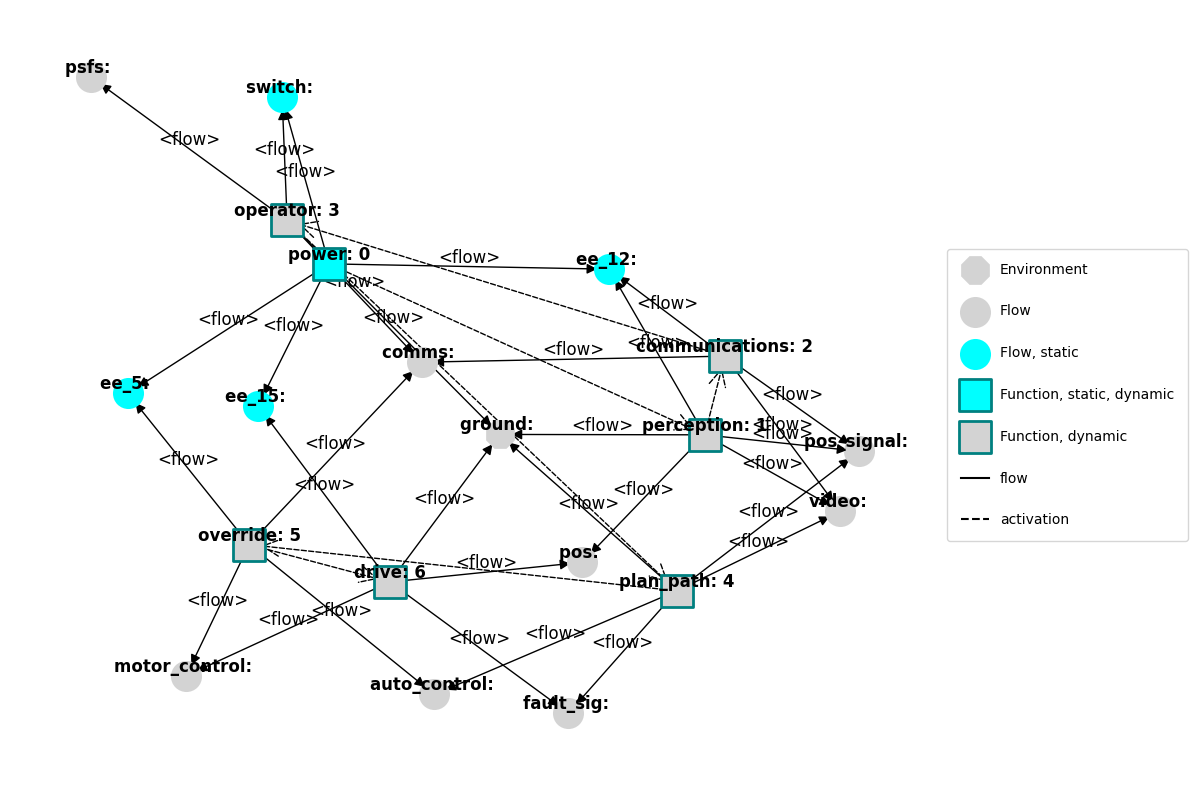 psfs:
switch:
<flow>
<flow>
<flow>
operator: 3
power: 0
<flow>
ee_12:
<flow>
<flow>
<flow>
<flow>
<flow>
<flow>
communications: 2
comms:
<flow>
ee_5:
ee_15:
<flow>
ground:
<flow>
perception: 1
<flow>
<flow>
pos_signal:
<flow>
<flow>
<flow>
<flow>
<flow>
<flow>
<flow>
video:
<flow>
override: 5
<flow>
pos:
<flow>
drive: 6
plan_path: 4
<flow>
<flow>
<flow>
<flow>
<flow>
<flow>
motor_control:
auto_control:
fault_sig:
Environment
Flow
Flow, static
Function, static, dynamic
Function, dynamic
flow
activation